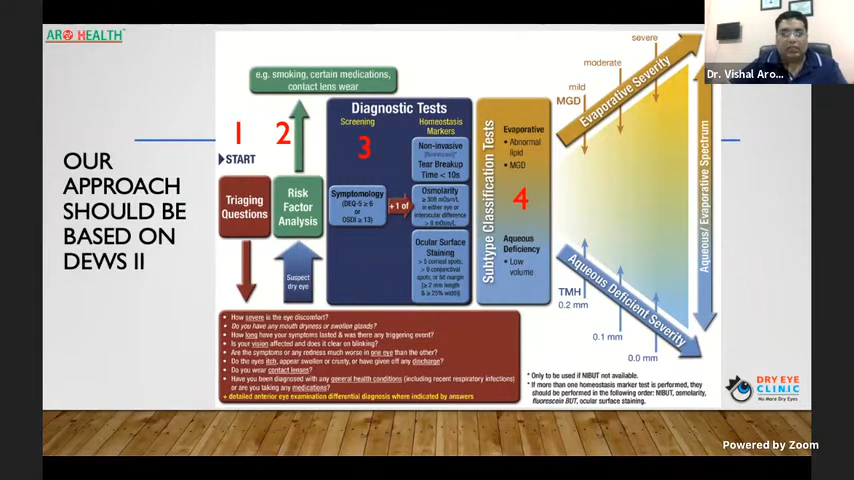 ARO HEALTH
Dr. Vishal Aro...
OUR
APPROACH
SHOULD BE
BASED ON
DEWS II
e.g. smoking, certain medications,
contact lens wear
1
2
START
Triaging
Questions
Risk
Factor
Analysis
Suspect
dry eye
Diagnostic Tests
Screening
3
Symptomology
(DEQ-5 ≥ 6
or
OSDI ≥ 13)
+1 of
Homeostasis
Markers
Non-invasive
Tear Breakup
Time < 10s
Osmolarity
≥ 308 mOsm/L
in either eye or
interocular difference
> 8 mOsm/L
Ocular Surface
Staining
> 5 corneal spots,
> 9 conjunctival
spots, or lid margin
[≥ 2 mm length
& ≥ 25% width]
Subtype Classification Tests
Evaporative
• Abnormal
lipid
• MGD
4
Aqueous
Deficiency
• Low
volume
severe
moderate
mild
MGD
Evaporative Severity
Aqueous/ Evaporative Spectrum
Aqueous Deficient Severity
TMH
0.2 mm
0.1 mm
0.0 mm
• How severe is the eye discomfort?
• Do you have any mouth dryness or swollen glands?
• How long have your symptoms lasted & was there any triggering event?
• Is your vision affected and does it clear on blinking?
• Are the symptoms or any redness much worse in one eye than the other?
• Do the eyes itch, appear swollen or crusty, or have given off any discharge?
• Do you wear contact lenses?
• Have you been diagnosed with any general health conditions (including recent respiratory infections)
or are you taking any medications?
+ detailed anterior eye examination differential diagnosis where indicated by answers
* Only to be used if NIBUT not available.
* If more than one homeostasis marker test is performed, they
should be performed in the following order: NIBUT, osmolarity,
fluorescein BUT, ocular surface staining.
DRY EYE
CLINIC
No More Dry Eyes
Powered by Zoom